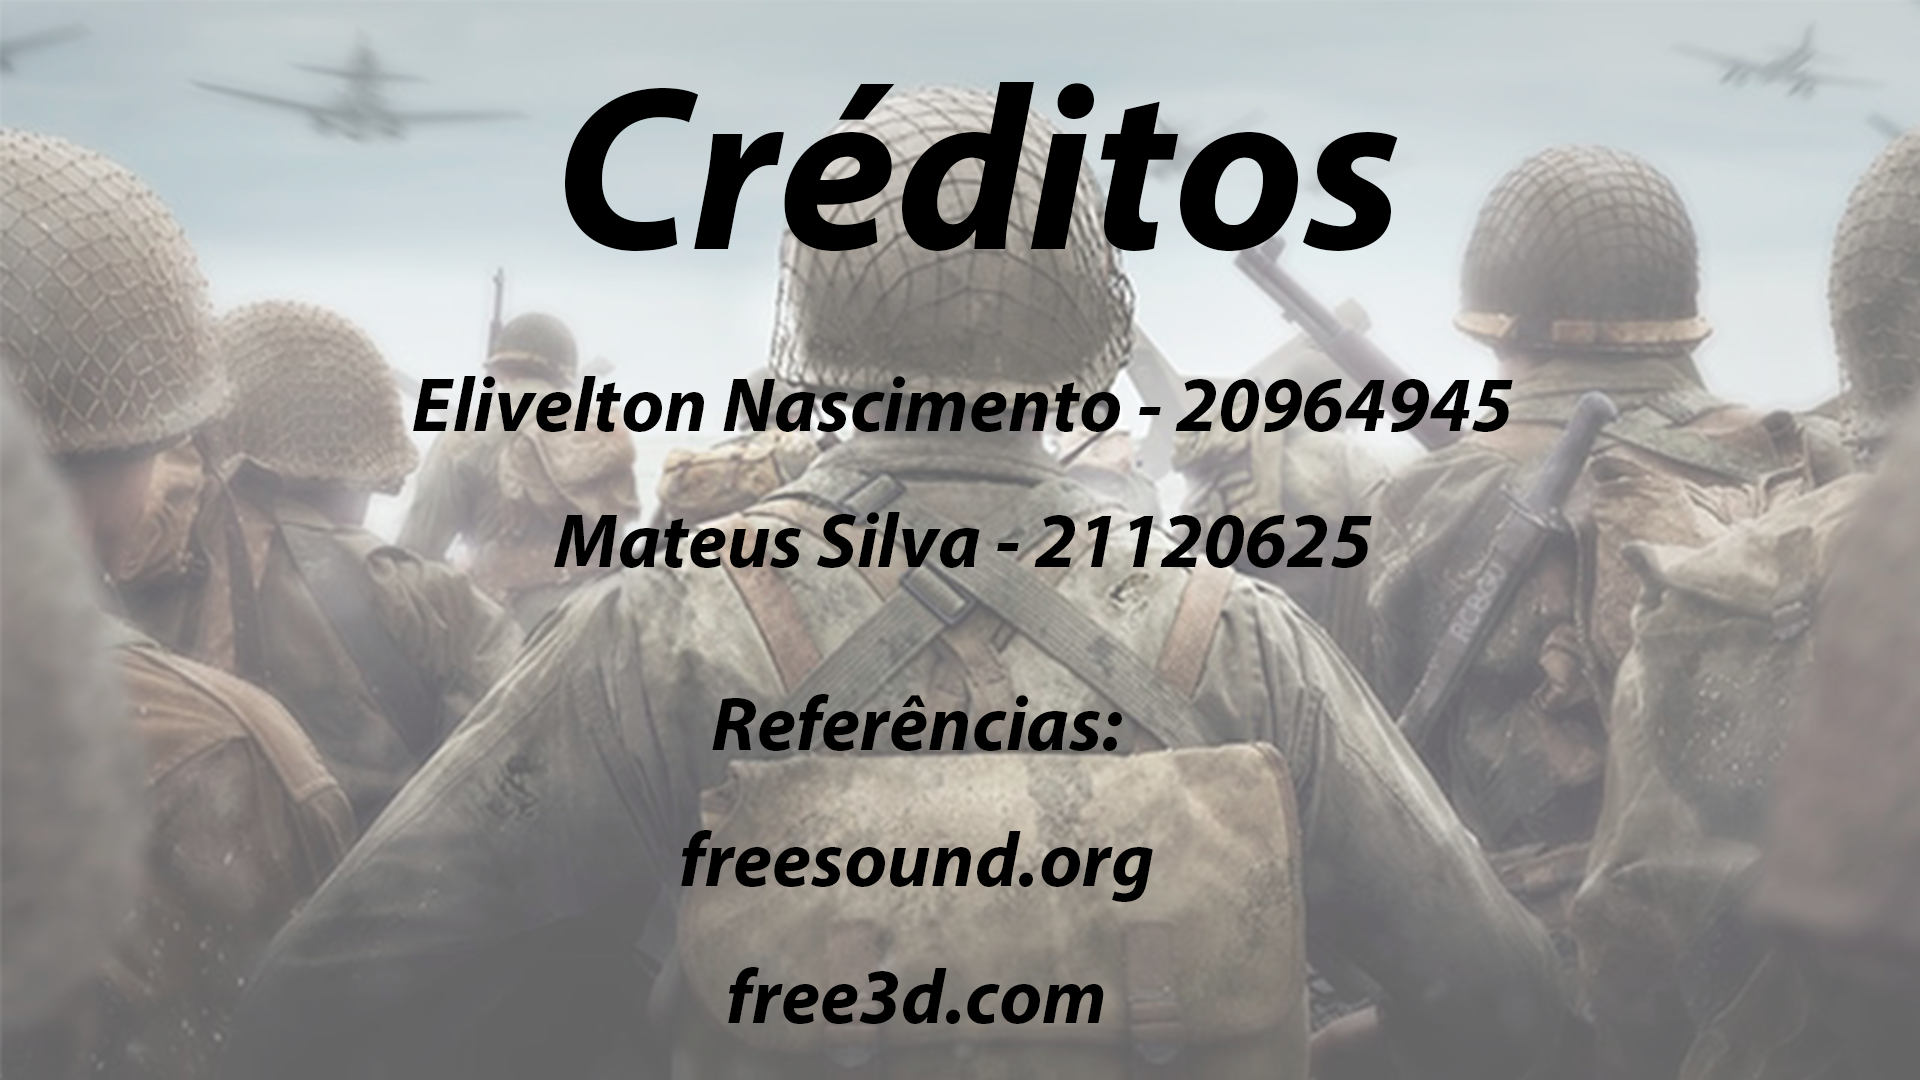 Créditos
Elivelton Nascimento - 20964945
Mateus Silva - 21120625
Referências:
freesound.org
free3d.com